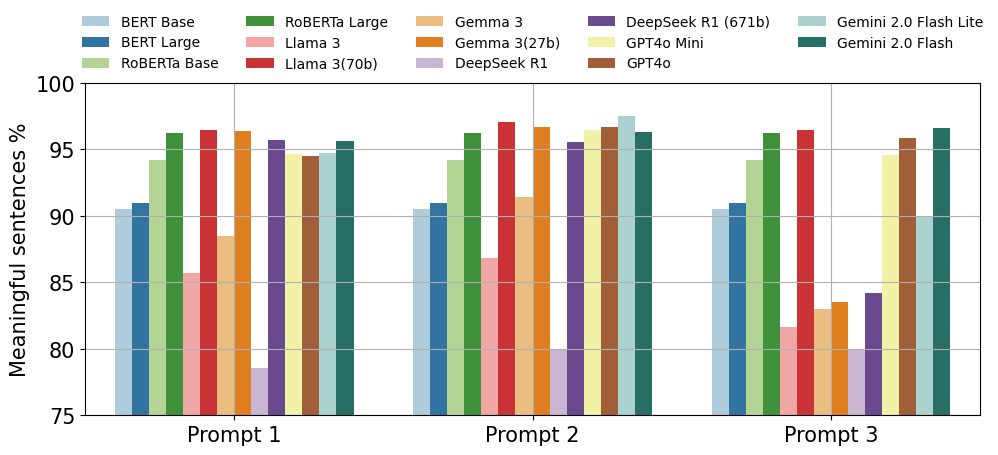 BERT Base
BERT Large
RoBERTa Base
RoBERTa Large
Llama 3
Llama 3(70b)
Gemma 3
Gemma 3(27b)
DeepSeek R1
DeepSeek R1 (671b)
GPT4o Mini
GPT4o
Gemini 2.0 Flash Lite
Gemini 2.0 Flash
Meaningful sentences %
100
95
90
85
80
75
Prompt 1
Prompt 2
Prompt 3